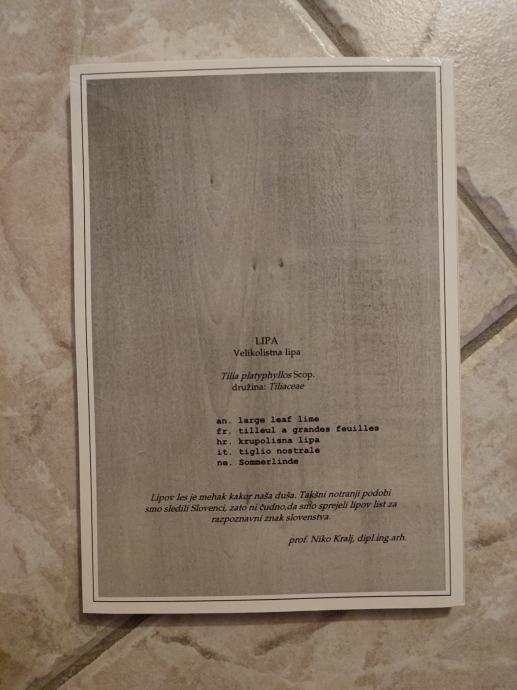 LIPA
Velikolistna lipa
Tilia platyphyllos Scop.
družina: Tiliaceae
an. large leaf lime
fr. tilleul a grandes feuilles
hr. krupolisna lipa
it. tiglio nostrale
ne. Sommerlinde
Lipov les je mehak kakor naša duša. Takšni notranji podobi
smo sledili Slovenci, zato ni čudno,da smo sprejeli lipov list za
razpoznavni znak slovenstva.
prof. Niko Kralj, dipl.ing.arh.